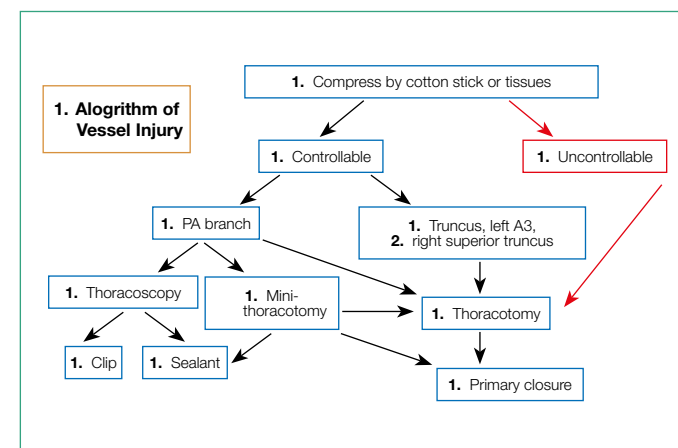 1. Compress by cotton stick or tissues
1. Alogrithm of
Vessel Injury
1. Controllable
1. Uncontrollable
1. PA branch
1. Truncus, left A3,
2. right superior truncus
1. Thoracoscopy
1. Mini-
thoracotomy
1. Thoracotomy
1. Clip
1. Sealant
1. Primary closure